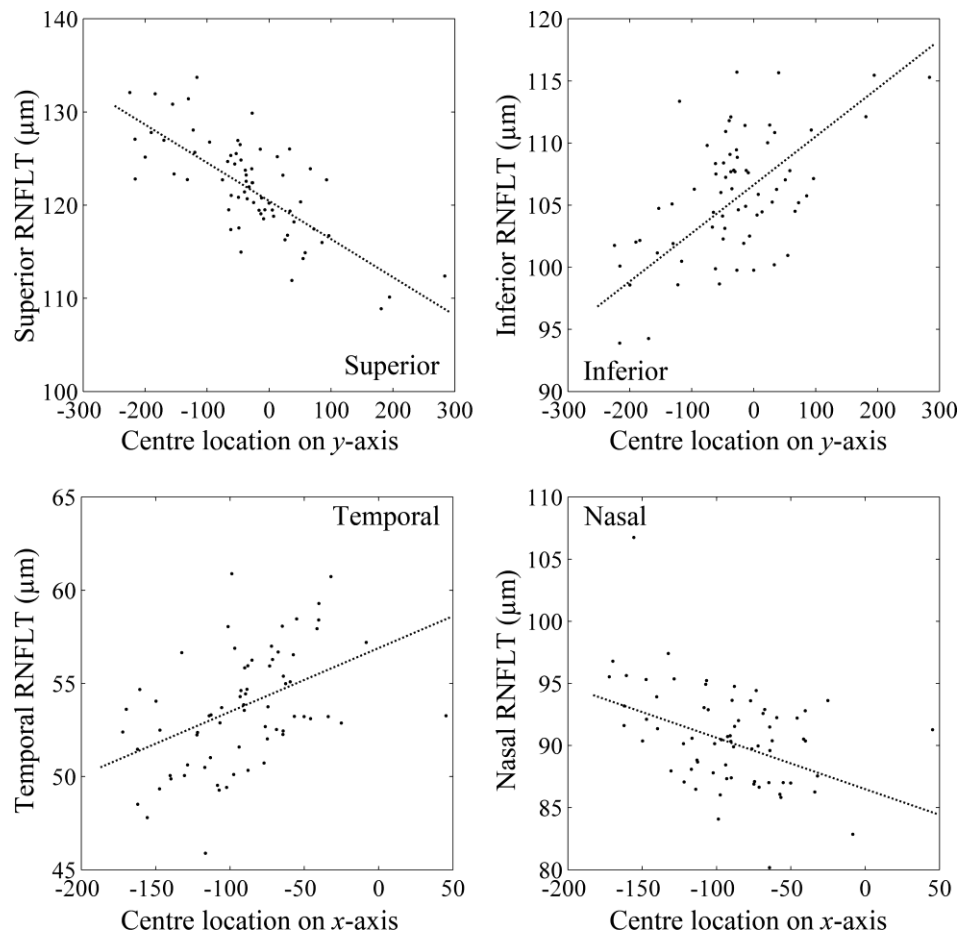 140
130
120
110
100
Superior RNFLT (μm)
Superior
-200 -100 0 100 200 300
Centre location on y-axis
120
115
110
105
100
95
90
Inferior RNFLT (μm)
Inferior
-300 -200 -100 0 100 200 300
Centre location on y-axis
65
60
55
50
45
Temporal RNFLT (μm)
Temporal
-200 -150 -100 -50 0 50
Centre location on x-axis
110
105
100
95
90
85
80
Nasal RNFLT (μm)
Nasal
-200 -150 -100 -50 0 50
Centre location on x-axis